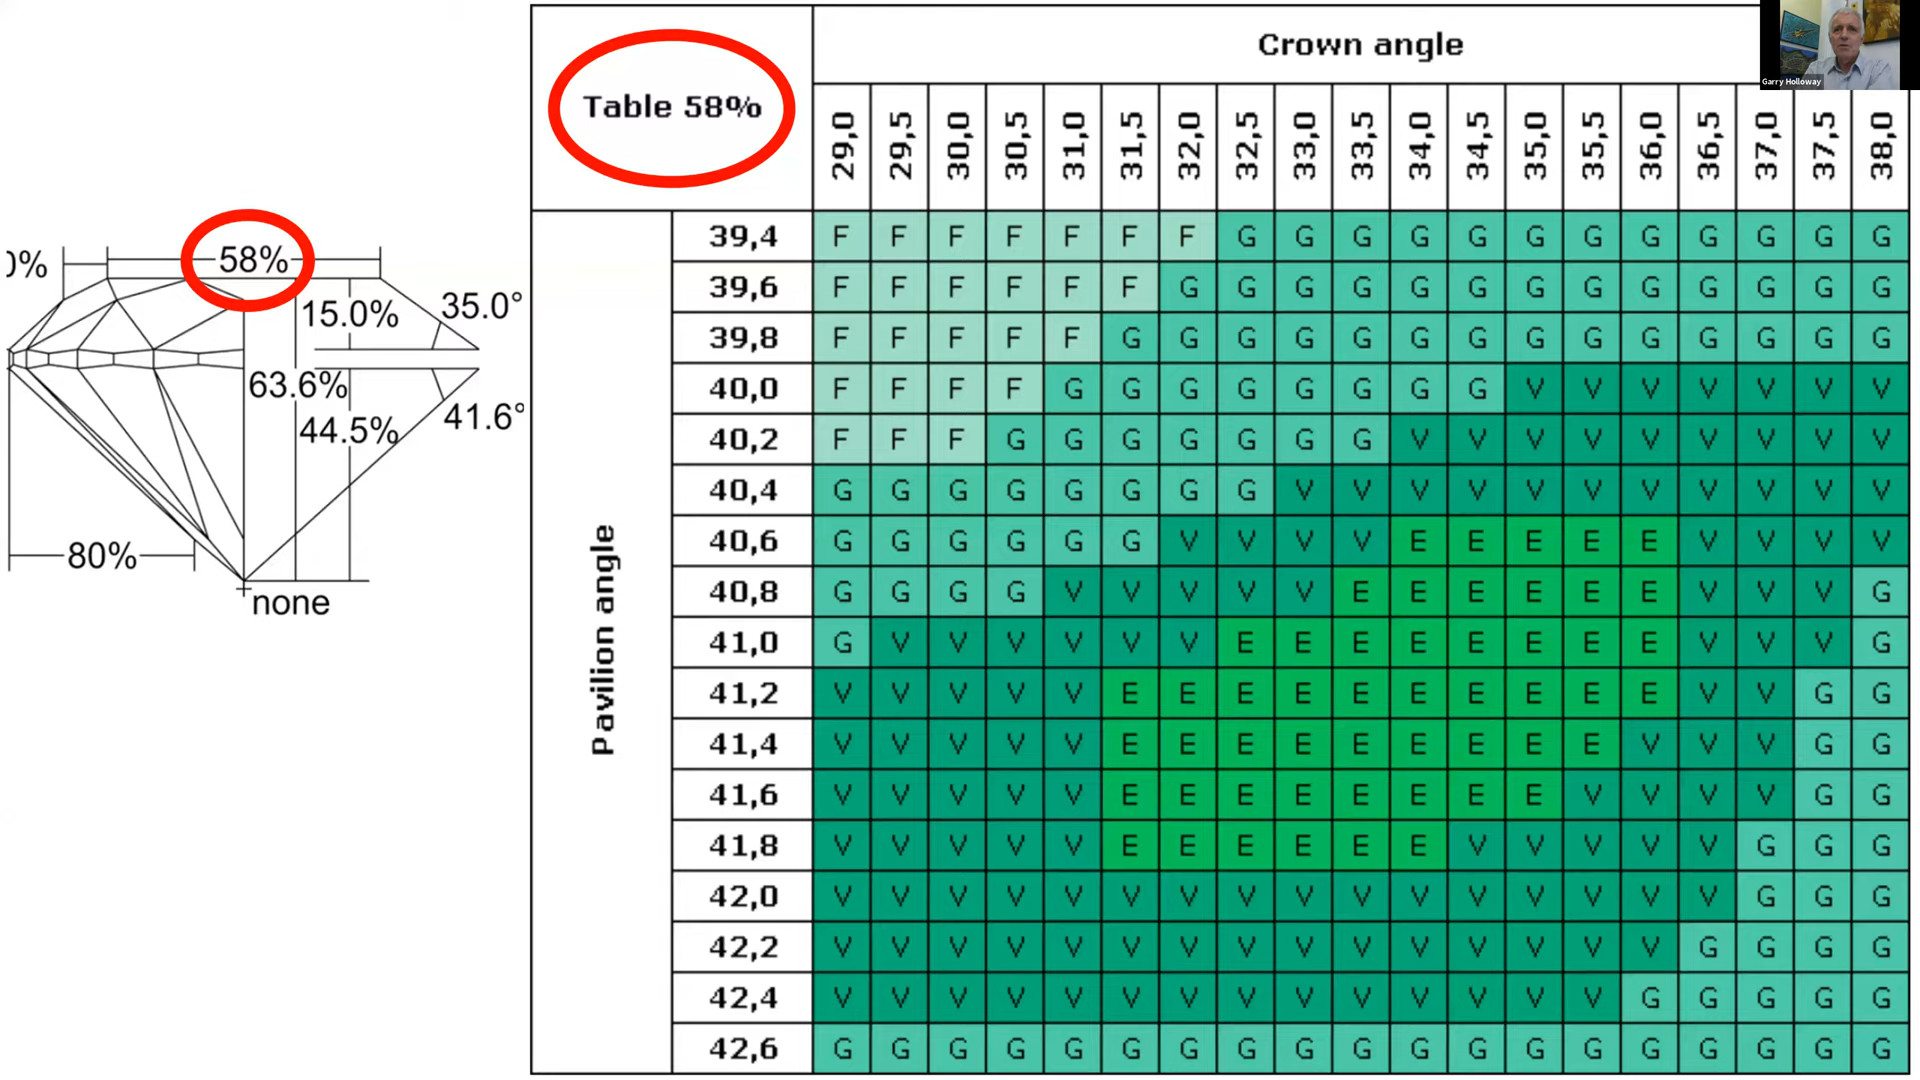 Garry Holloway
Table 58%
Crown angle
29,0 29,5 30,0 30,5 31,0 31,5 32,0 32,5 33,0 33,5 34,0 34,5 35,0 35,5 36,0 36,5 37,0 37,5 38,0
Pavilion angle
39,4 F F F F F F F G G G G G G G G G G G G
39,6 F F F F F F G G G G G G G G G G G G G
39,8 F F F F F G G G G G G G G G G G G G G
40,0 F F F F G G G G G G G G V V V V V V V
40,2 F F F G G G G G G G V V V V V V V V V
40,4 G G G G G G G G V V V V V V V V V V V
40,6 G G G G G G V V V V E E E E E V V V V
40,8 G G G G V V V V V E E E E E E V V V G
41,0 G V V V V V V E E E E E E E E V V V G
41,2 V V V V V E E E E E E E E E E V V G G
41,4 V V V V V E E E E E E E E E V V V G G
41,6 V V V V V E E E E E E E E V V V V G G
41,8 V V V V V E E E E E E V V V V V G G G
42,0 V V V V V V V V V V V V V V V V G G G
42,2 V V V V V V V V V V V V V V V G G G G
42,4 V V V V V V V V V V V V V V G G G G G
42,6 G G G G G G G G G G G G G G G G G G G
0%
58%
15.0%
35.0°
63.6%
44.5%
41.6°
80%
none